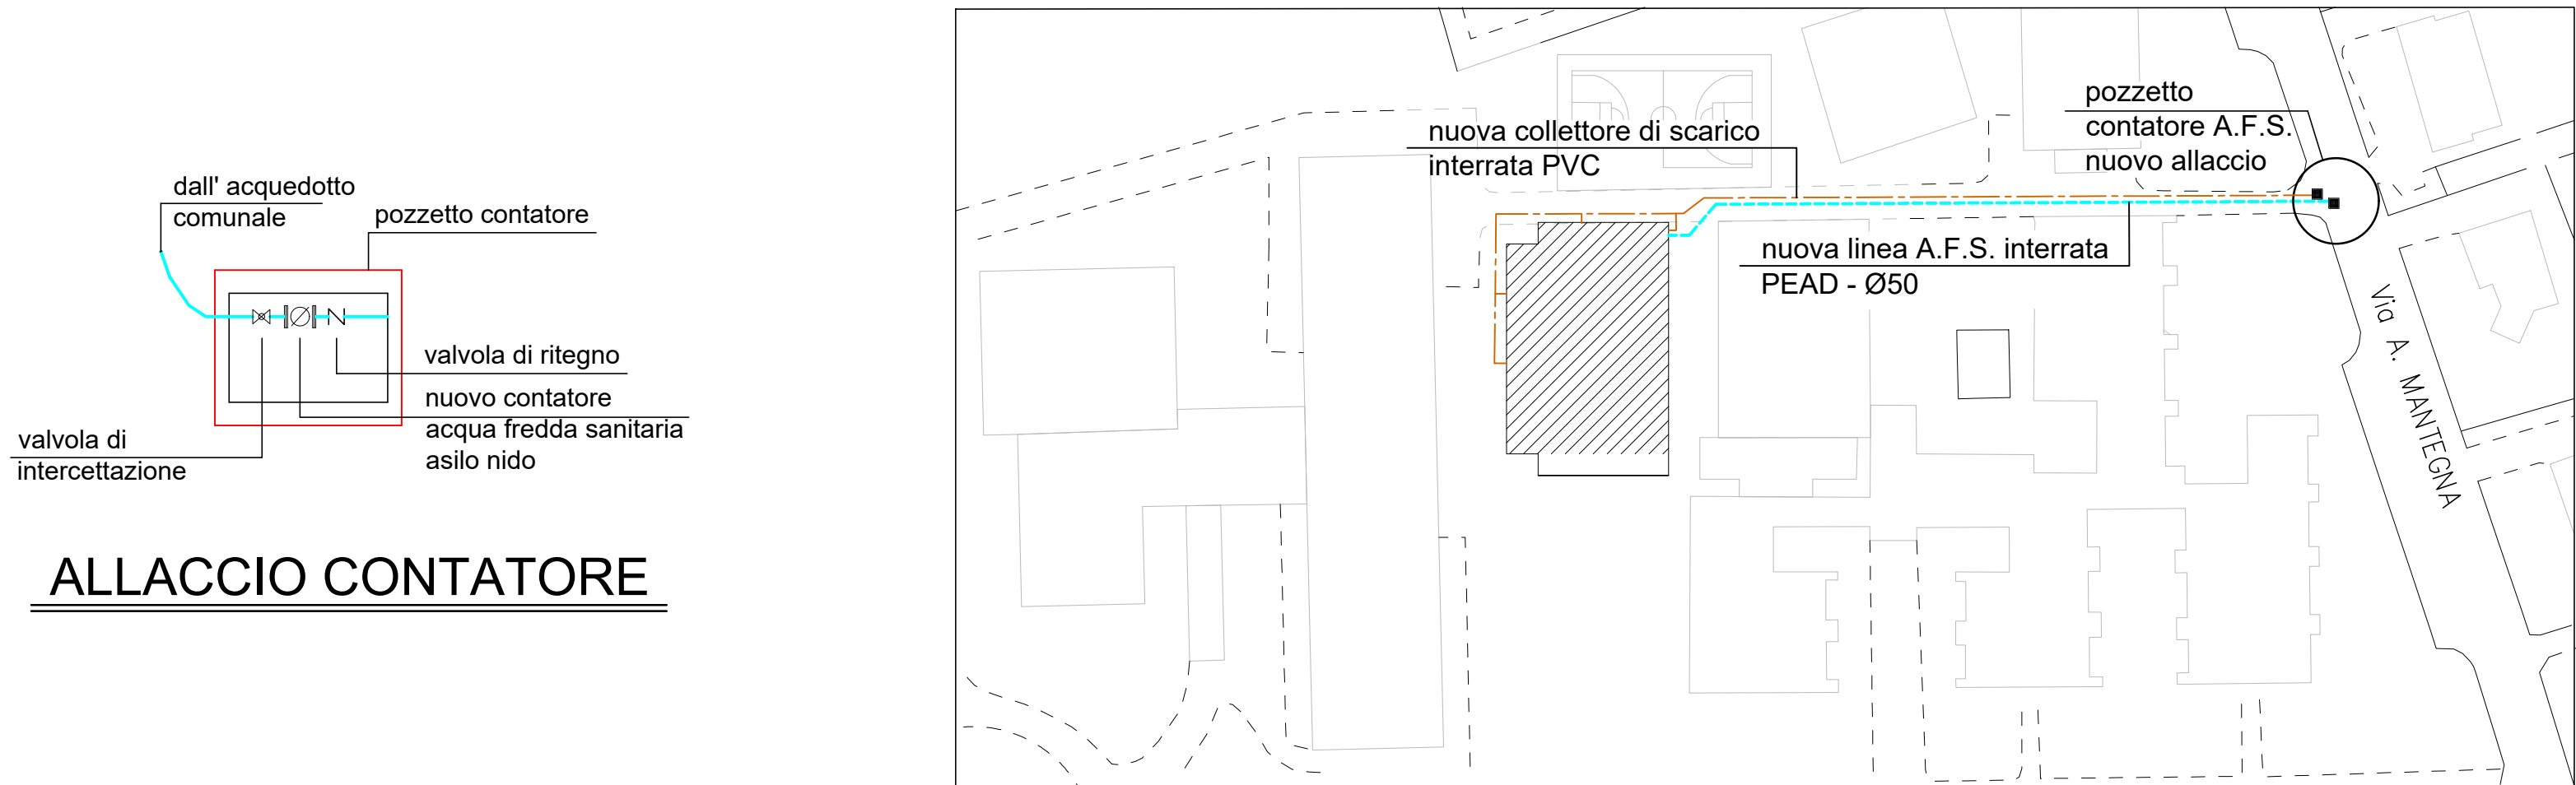 dall' acquedotto
comunale
pozzetto contatore
valvola di ritegno
nuovo contatore
acqua fredda sanitaria
asilo nido
valvola di
intercettazione
ALLACCIO CONTATORE
nuova collettore di scarico
interrata PVC
pozzetto
contatore A.F.S.
nuovo allaccio
nuova linea A.F.S. interrata
PEAD - Ø50
Via A. MANTEGNA